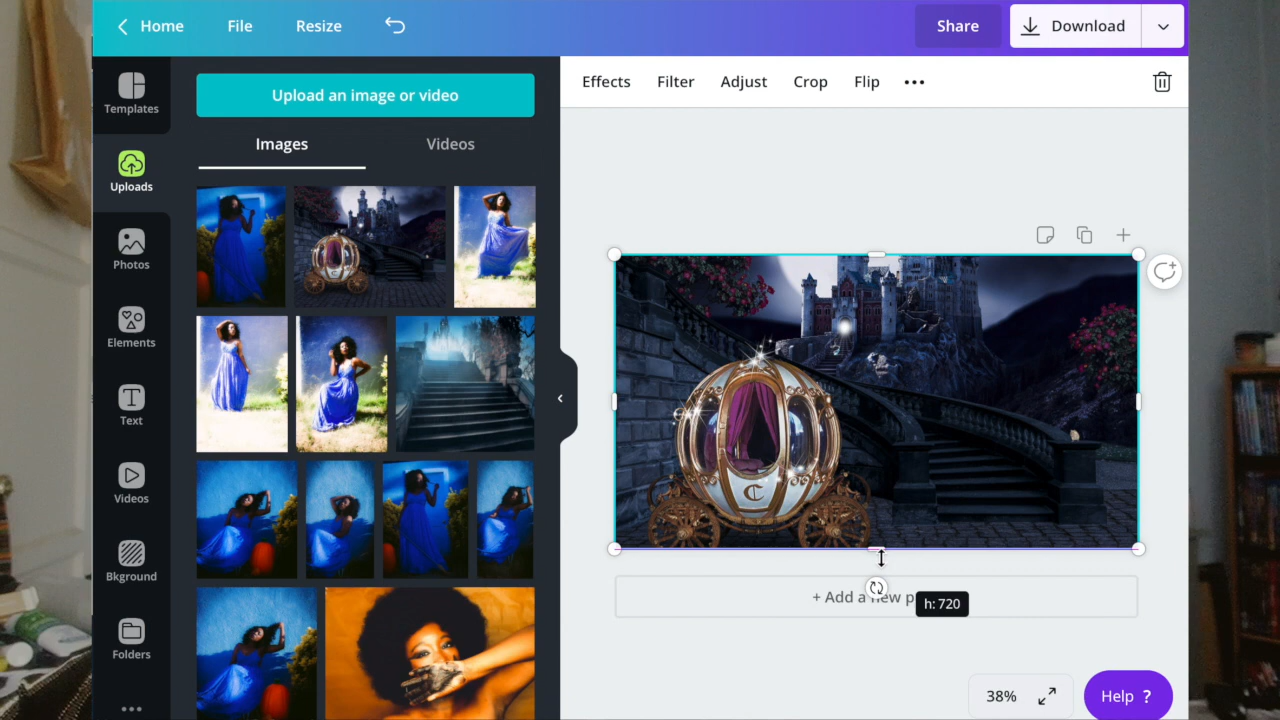 Home
File
Resize
Share
Download
Effects
Filter
Adjust
Crop
Flip
Templates
Uploads
Photos
Elements
Text
Videos
Bkground
Folders
Upload an image or video
Images
Videos
C
+ Add a new p
h: 720
38%
Help ?